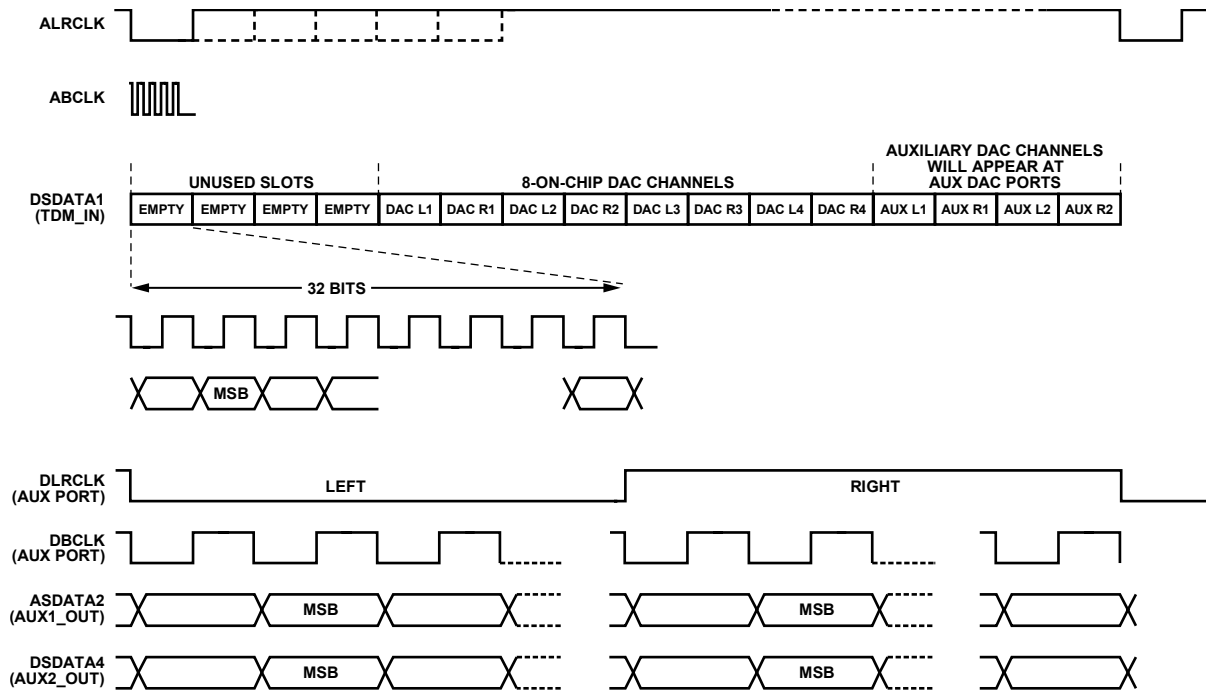 ALRCLK
ABCLK
AUXILIARY DAC CHANNELS
WILL APPEAR AT
AUX DAC PORTS
UNUSED SLOTS
8-ON-CHIP DAC CHANNELS
DSDATA1
(TDM_IN)
EMPTY EMPTY EMPTY EMPTY DAC L1 DAC R1 DAC L2 DAC R2 DAC L3 DAC R3 DAC L4 DAC R4 AUX L1 AUX R1 AUX L2 AUX R2
32 BITS
MSB
DLRCLK
(AUX PORT)
LEFT
RIGHT
DBCLK
(AUX PORT)
ASDATA2
(AUX1_OUT)
MSB
MSB
DSDATA4
(AUX2_OUT)
MSB
MSB